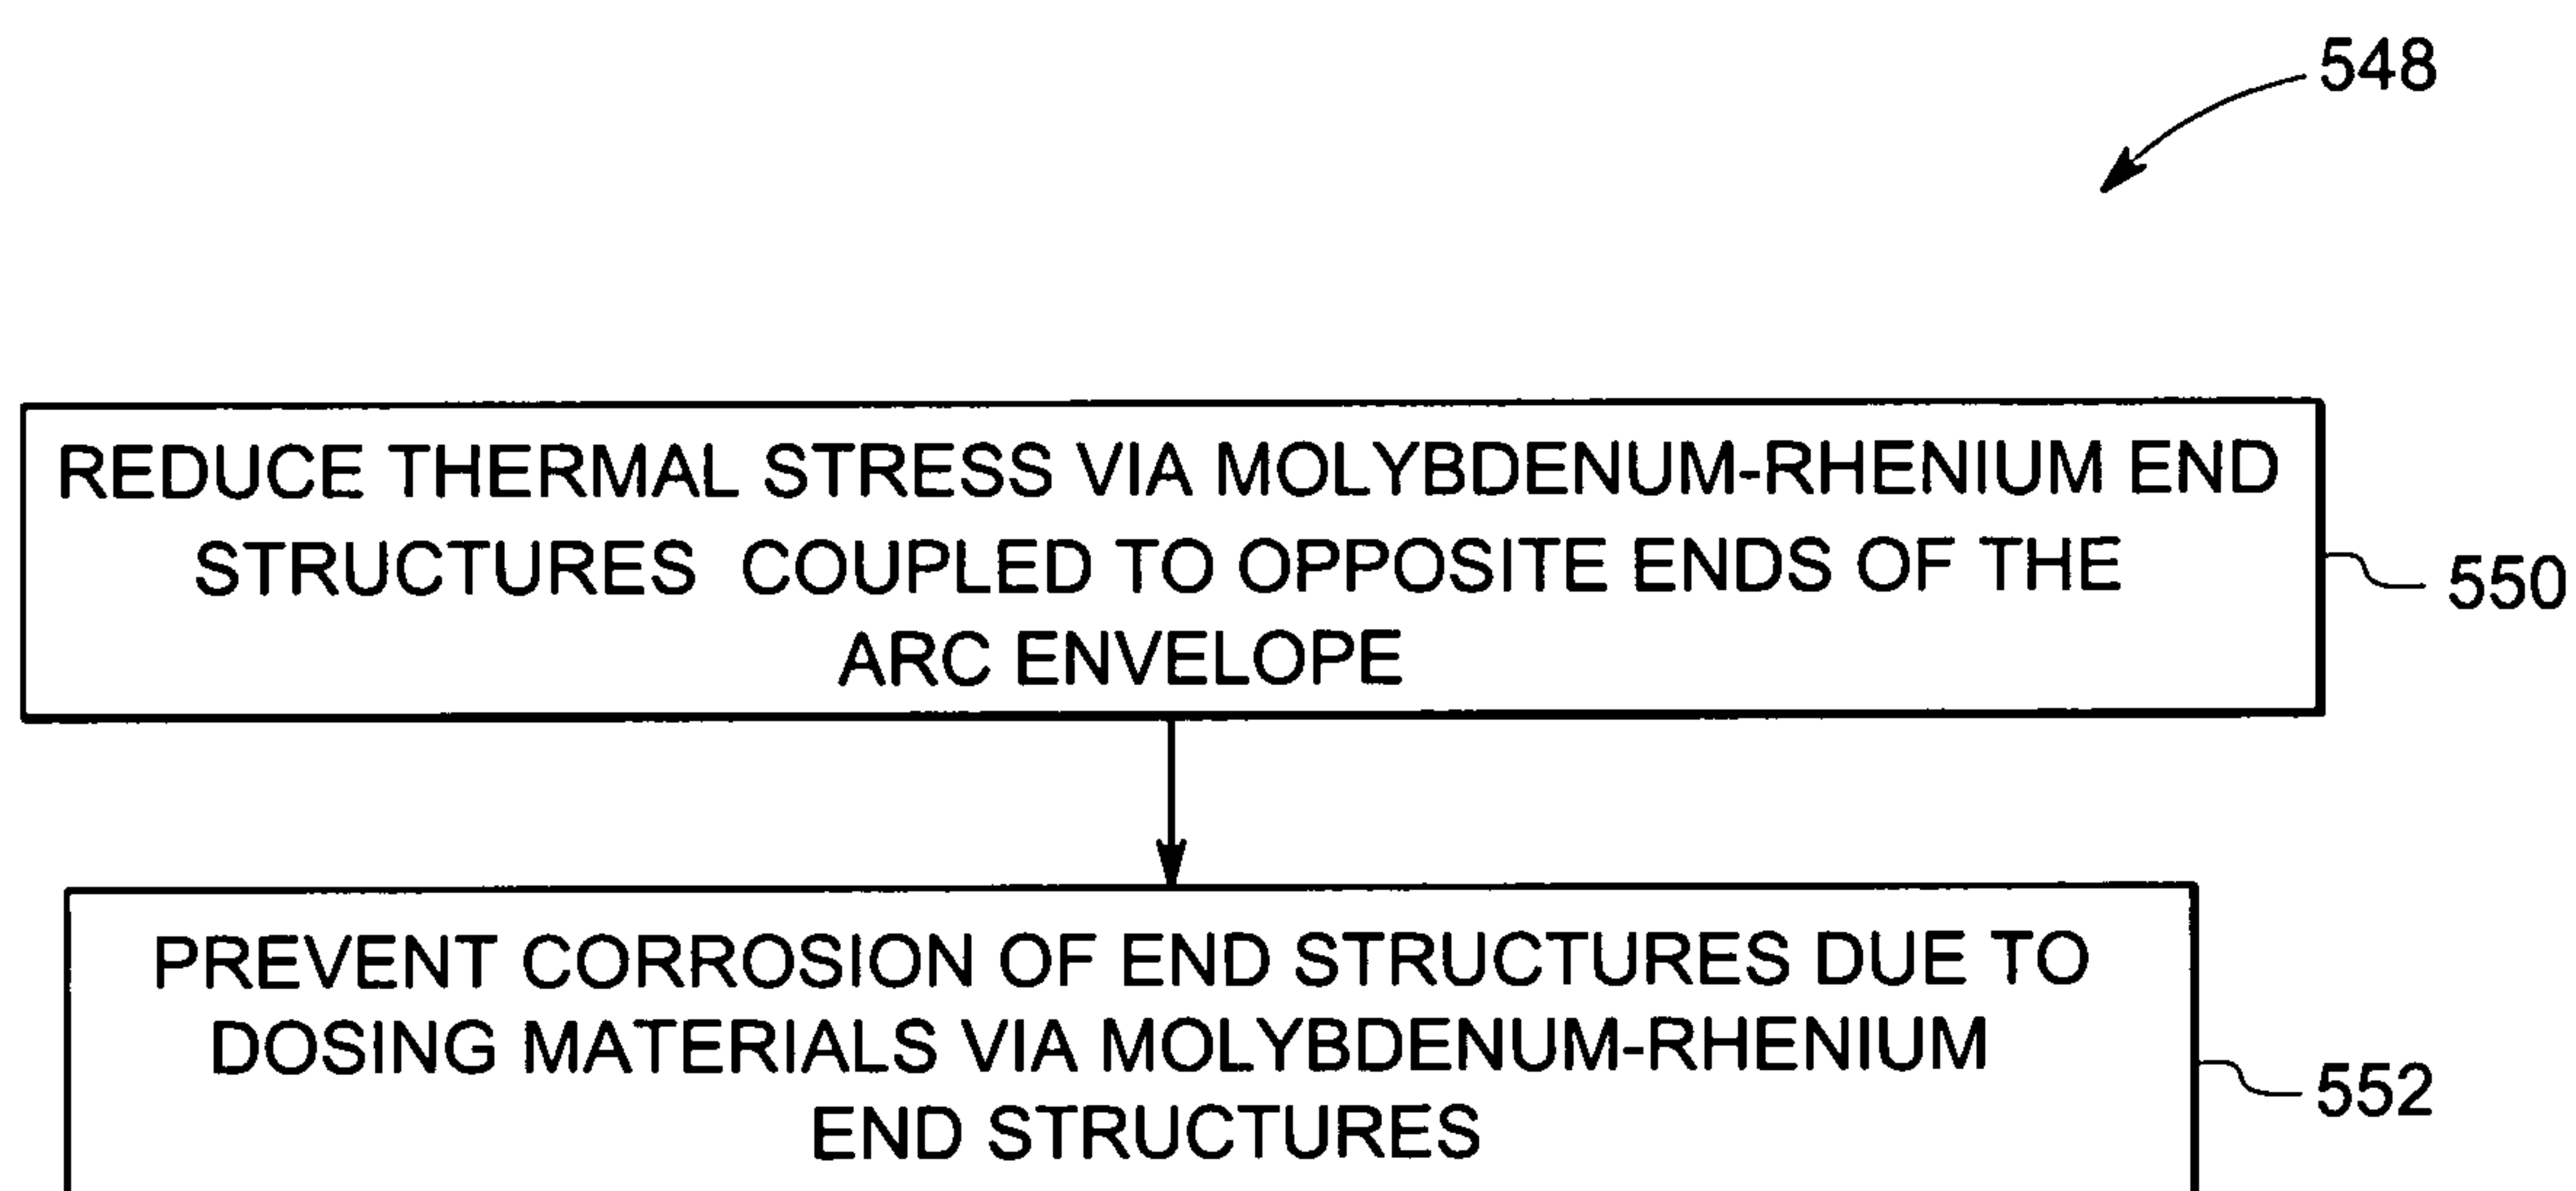 548
REDUCE THERMAL STRESS VIA MOLYBDENUM-RHENIUM END
STRUCTURES COUPLED TO OPPOSITE ENDS OF THE
ARC ENVELOPE
550
PREVENT CORROSION OF END STRUCTURES DUE TO
DOSING MATERIALS VIA MOLYBDENUM-RHENIUM
END STRUCTURES
552